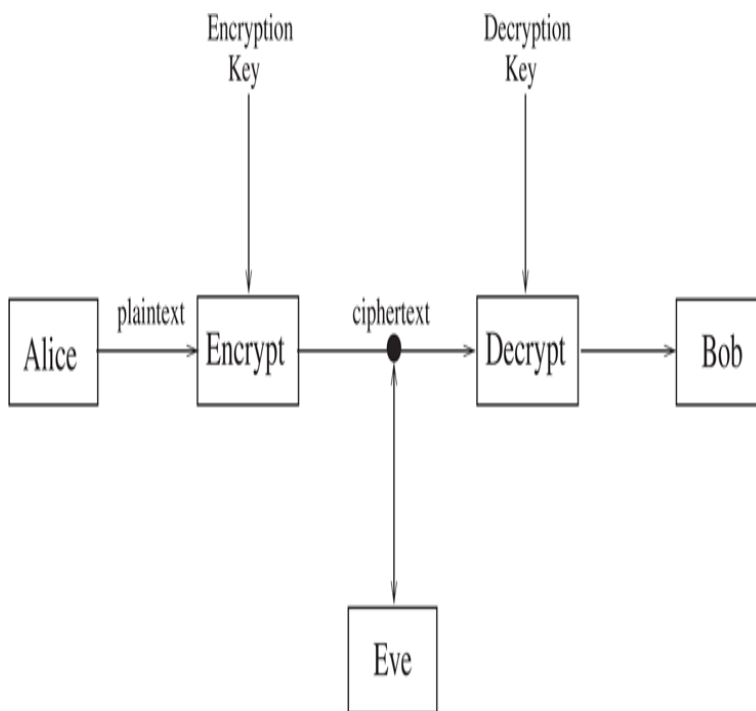 Encryption
Key
Decryption
Key
plaintext
ciphertext
Alice
Encrypt
Decrypt
Bob
Eve